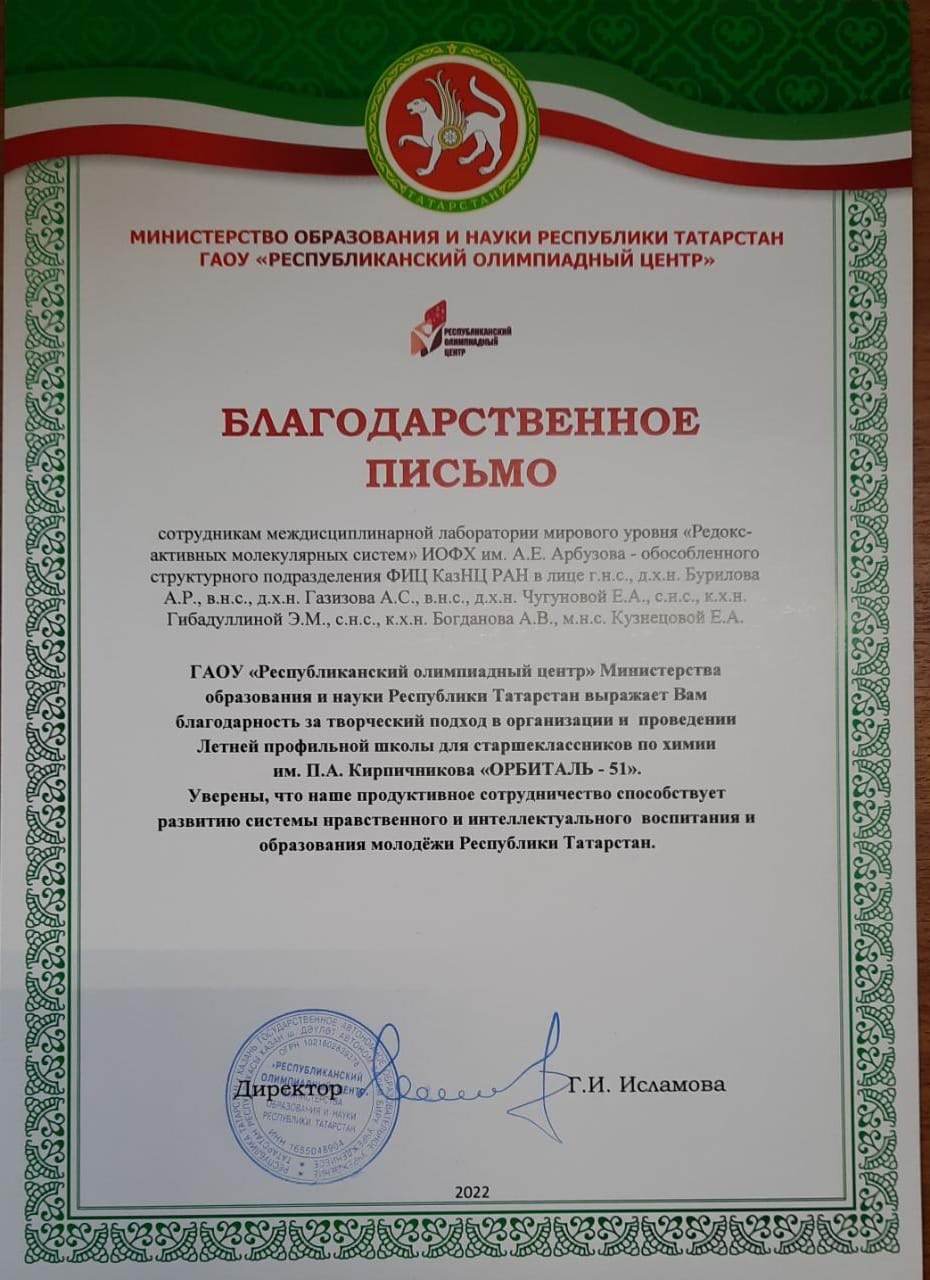 ТАТАРСТАН
МИНИСТЕРСТВО ОБРАЗОВАНИЯ И НАУКИ РЕСПУБЛИКИ ТАТАРСТАН
ГАОУ «РЕСПУБЛИКАНСКИЙ ОЛИМПИАДНЫЙ ЦЕНТР»
РЕСПУБЛИКАНСКИЙ
ОЛИМПИАДНЫЙ
ЦЕНТР
БЛАГОДАРСТВЕННОЕ
ПИСЬМО
сотрудникам междисциплинарной лаборатории мирового уровня «Редокс-
активных молекулярных систем» ИОФХ им. А.Е. Арбузова - обособленного
структурного подразделения ФИЦ КазНЦ РАН в лице г.н.с., д.х.н. Бурилова
А.Р., в.н.с., д.х.н. Газизова А.С., в.н.с., д.х.н. Чугуновой Е.А., с.н.с., к.х.н.
Гибадуллиной Э.М., с.н.с., к.х.н. Богданова А.В., м.н.с. Кузнецовой Е.А.
ГАОУ «Республиканский олимпиадный центр» Министерства
образования и науки Республики Татарстан выражает Вам
благодарность за творческий подход в организации и проведении
Летней профильной школы для старшеклассников по химии
им. П.А. Кирпичникова «ОРБИТАЛЬ - 51».
Уверены, что наше продуктивное сотрудничество способствует
развитию системы нравственного и интеллектуального воспитания и
образования молодёжи Республики Татарстан.
«РЕСПУБЛИКАНСКИЙ
ОЛИМПИАДНЫЙ ЦЕНТР»
МИНИСТЕРСТВА
ОБРАЗОВАНИЯ И НАУКИ
РЕСПУБЛИКИ ТАТАРСТАН
ИНН 1655048904
Директор
Г.И. Исламова
2022